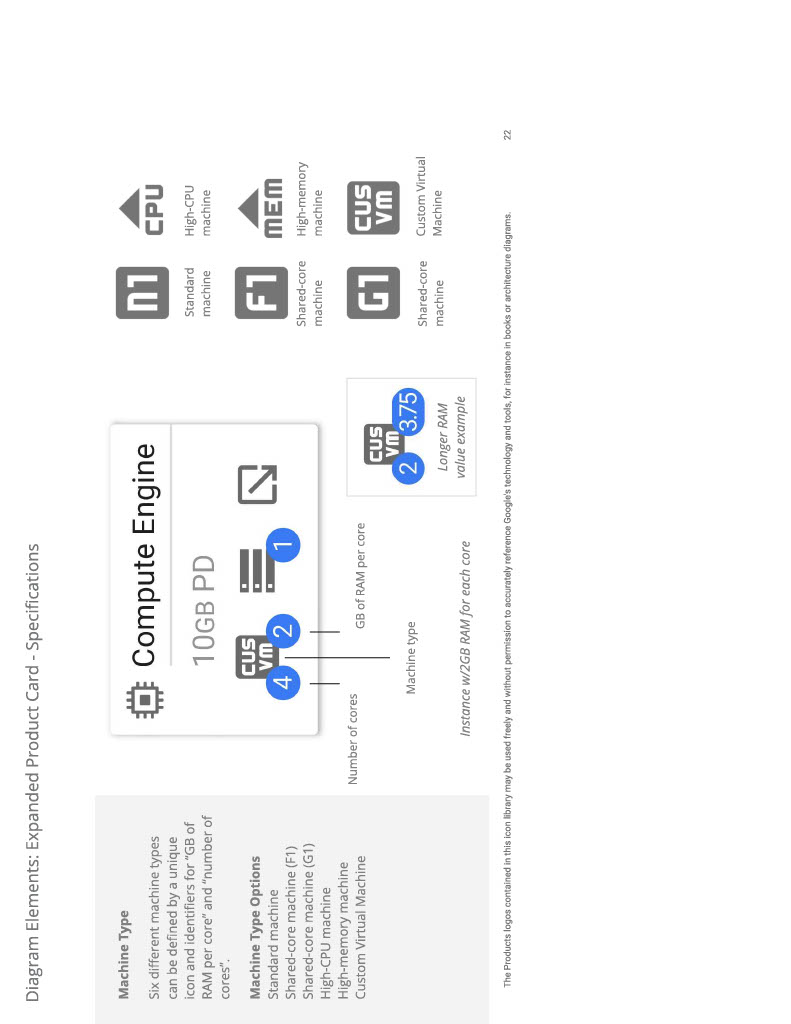 Diagram Elements: Expanded Product Card - Specifications
Machine Type
Six different machine types
can be defined by a unique
icon and identifiers for “GB of
RAM per core” and “number of
cores”.
Machine Type Options
Standard machine
Shared-core machine (F1)
Shared-core machine (G1)
High-CPU machine
High-memory machine
Custom Virtual Machine
Compute Engine
10GB PD
CUS
VM
4
2
1
Number of cores
Machine type
GB of RAM per core
Instance w/2GB RAM for each core
CUS
VM
2
3.75
Longer RAM
value example
N1
Standard
machine
CPU
High-CPU
machine
F1
Shared-core
machine
MEM
High-memory
machine
G1
Shared-core
machine
CUS
VM
Custom Virtual
Machine
The Products logos contained in this icon library may be used freely and without permission to accurately reference Google's technology and tools, for instance in books or architecture diagrams.
22